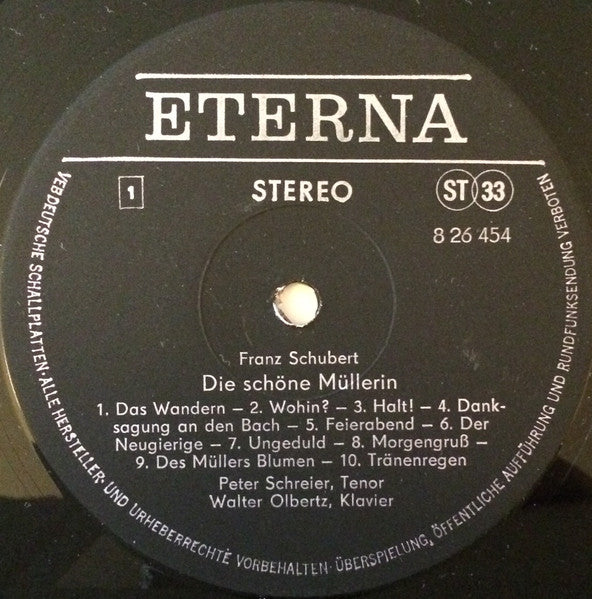 ETERNA
1 STEREO ST 33
8 26 454
Franz Schubert
Die schöne Müllerin
1. Das Wandern – 2. Wohin? – 3. Halt! – 4. Dank-
sagung an den Bach – 5. Feierabend – 6. Der
Neugierige – 7. Ungeduld – 8. Morgengruß –
9. Des Müllers Blumen – 10. Tränenregen
Peter Schreier, Tenor
Walter Olbertz, Klavier
VEB DEUTSCHE SCHALLPLATTEN · ALLE HERSTELLER- UND URHEBERRECHTE VORBEHALTEN · ÜBERSPIELUNG, ÖFFENTLICHE AUFFÜHRUNG UND RUNDFUNKSENDUNG VERBOTEN